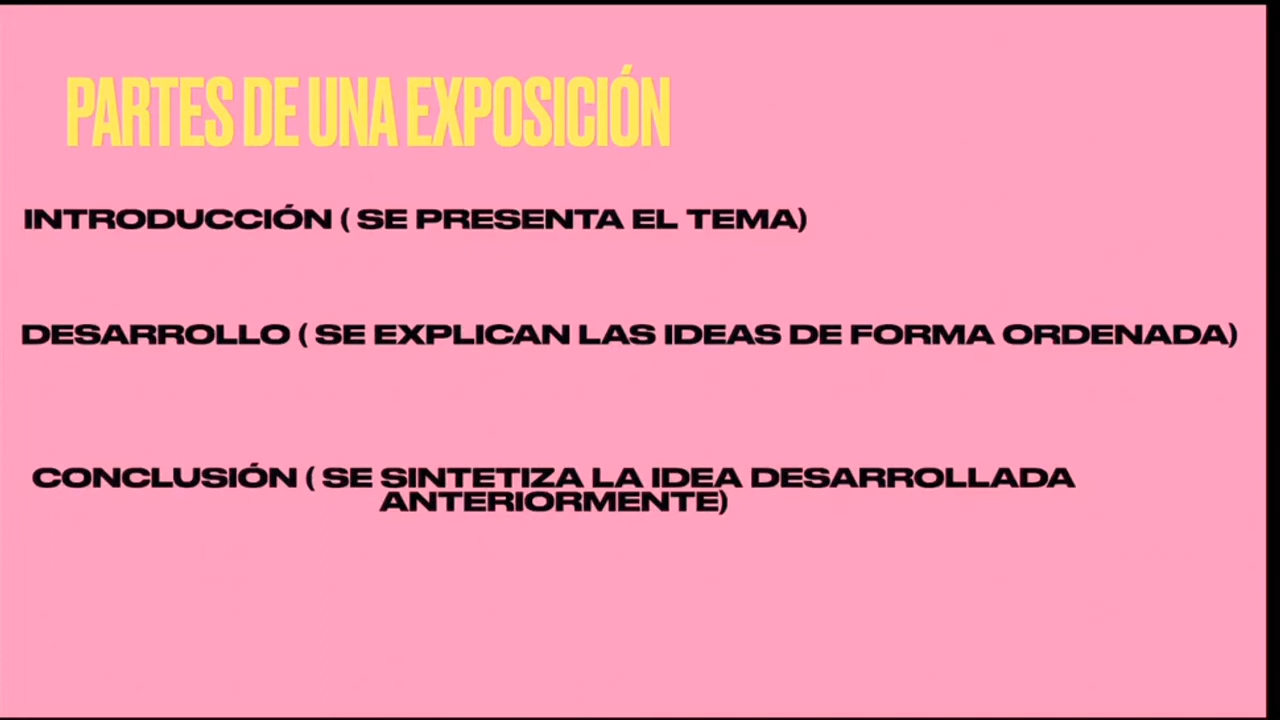 PARTES DE UNA EXPOSICIÓN
INTRODUCCIÓN ( SE PRESENTA EL TEMA)
DESARROLLO ( SE EXPLICAN LAS IDEAS DE FORMA ORDENADA)
CONCLUSIÓN ( SE SINTETIZA LA IDEA DESARROLLADA
ANTERIORMENTE)